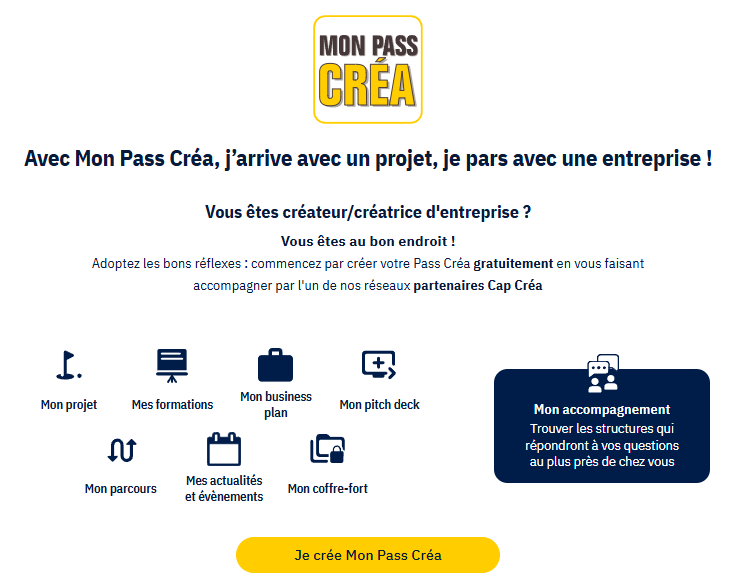 MON PASS
CRÉA
Avec Mon Pass Créa, j’arrive avec un projet, je pars avec une entreprise !
Vous êtes créateur/créatrice d'entreprise ?
Vous êtes au bon endroit !
Adoptez les bons réflexes : commencez par créer votre Pass Créa gratuitement en vous faisant
accompagner par l'un de nos réseaux partenaires Cap Créa
Mon projet
Mes formations
Mon business
plan
Mon pitch deck
Mon parcours
Mes actualités
et évènements
Mon coffre-fort
Mon accompagnement
Trouver les structures qui
répondront à vos questions
au plus près de chez vous
Je crée Mon Pass Créa